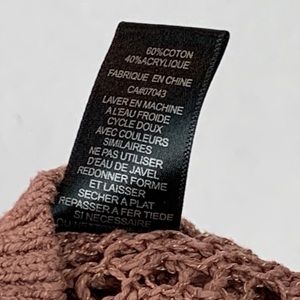 60%COTON
40%ACRYLIQUE
FABRIQUE EN CHINE
CA#07043
LAVER EN MACHINE
A L'EAU FROIDE
CYCLE DOUX
AVEC COULEURS
SIMILAIRES
NE PAS UTILISER
D'EAU DE JAVEL
REDONNER FORME
ET LAISSER
SECHER A PLAT
REPASSER A FER TIEDE
SI NECESSAIRE
OU